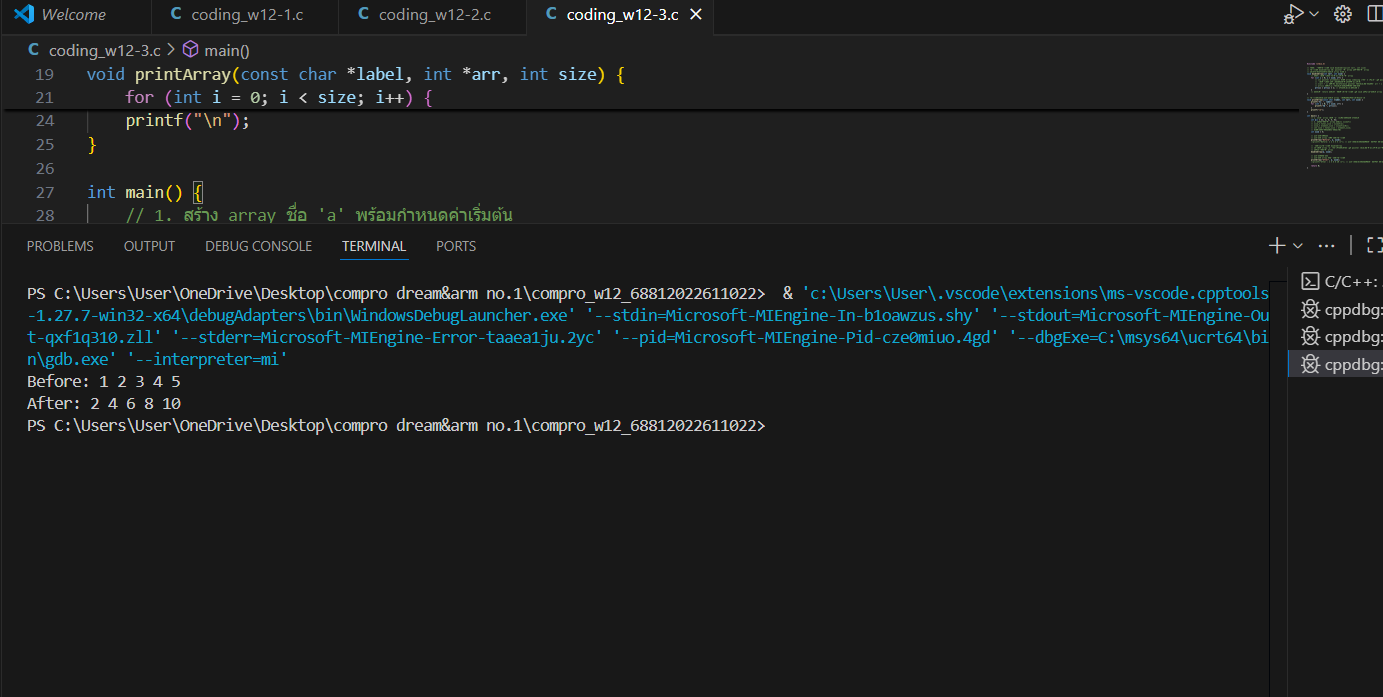 Welcome
C coding_w12-1.c
C coding_w12-2.c
C coding_w12-3.c
C coding_w12-3.c > main()
19 void printArray(const char *label, int *arr, int size) {
21 for (int i = 0; i < size; i++) {
24 printf("\n");
25 }
26
27 int main() {
28 // 1. สร้าง array ชื่อ 'a' พร้อมกำหนดค่าเริ่มต้น
PROBLEMS OUTPUT DEBUG CONSOLE TERMINAL PORTS
PS C:\Users\User\OneDrive\Desktop\compro dream&arm no.1\compro_w12_68812022611022> & 'c:\Users\User\.vscode\extensions\ms-vscode.cpptools
-1.27.7-win32-x64\debugAdapters\bin\WindowsDebugLauncher.exe' '--stdin=Microsoft-MIEngine-In-b1oawzus.shy' '--stdout=Microsoft-MIEngine-Ou
t-qxf1q310.zll' '--stderr=Microsoft-MIEngine-Error-taaea1ju.2yc' '--pid=Microsoft-MIEngine-Pid-cze0miuo.4gd' '--dbgExe=C:\msys64\ucrt64\bi
n\gdb.exe' '--interpreter=mi'
Before: 1 2 3 4 5
After: 2 4 6 8 10
PS C:\Users\User\OneDrive\Desktop\compro dream&arm no.1\compro_w12_68812022611022>
C/C++:
cppdbg:
cppdbg:
cppdbg: